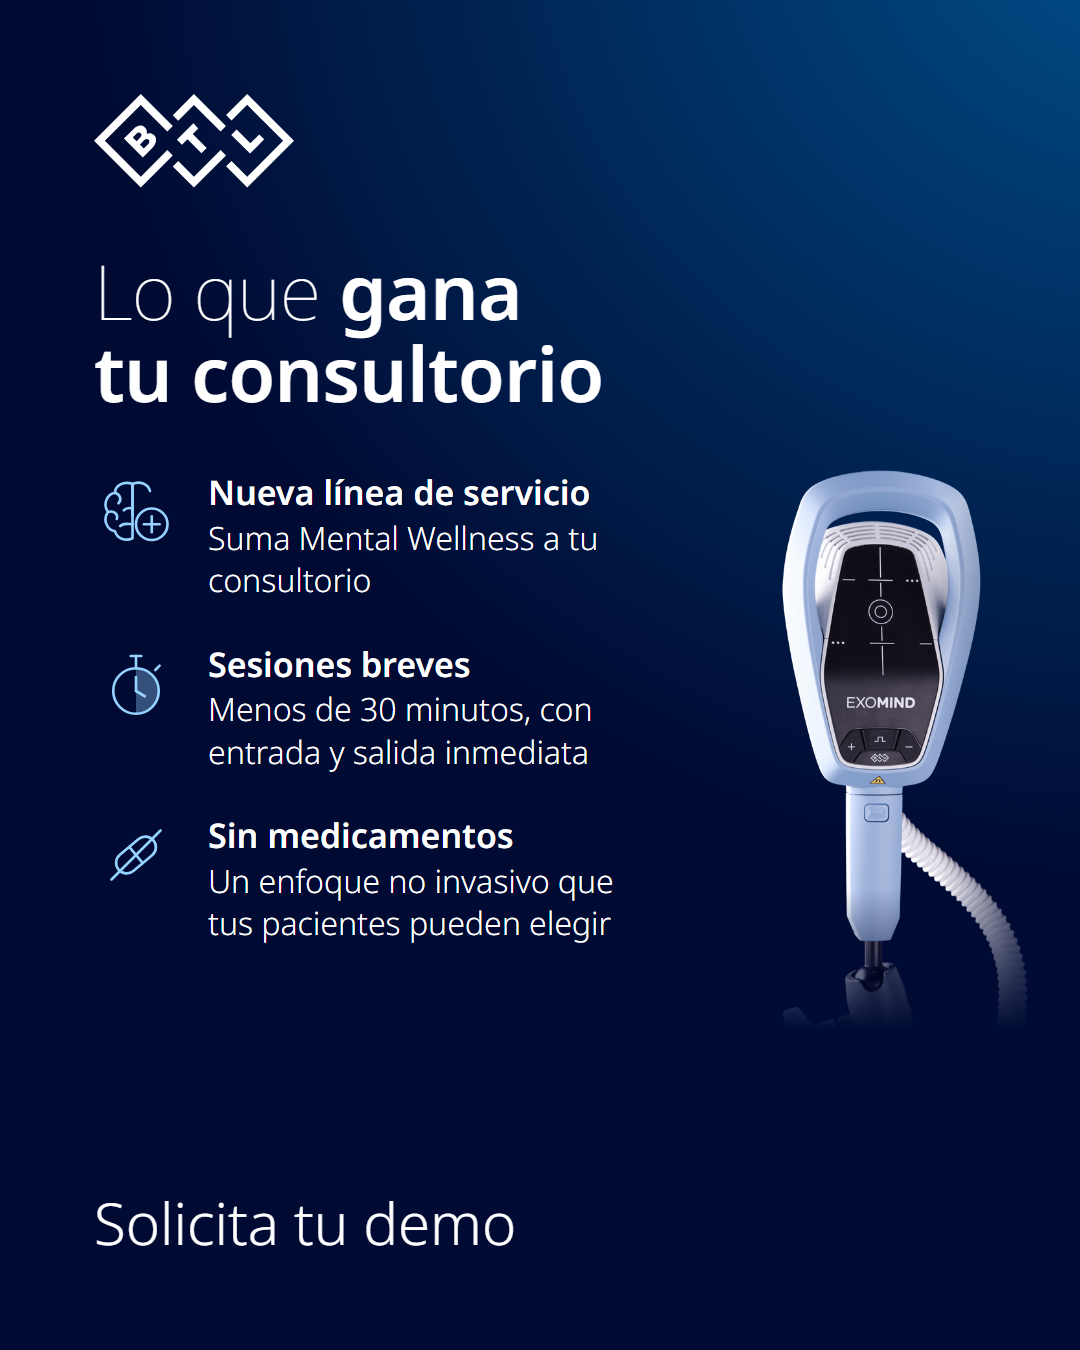 BTL
Lo que gana
tu consultorio
Nueva línea de servicio
Suma Mental Wellness a tu
consultorio
Sesiones breves
Menos de 30 minutos, con
entrada y salida inmediata
Sin medicamentos
Un enfoque no invasivo que
tus pacientes pueden elegir
EXOMIND
Solicita tu demo